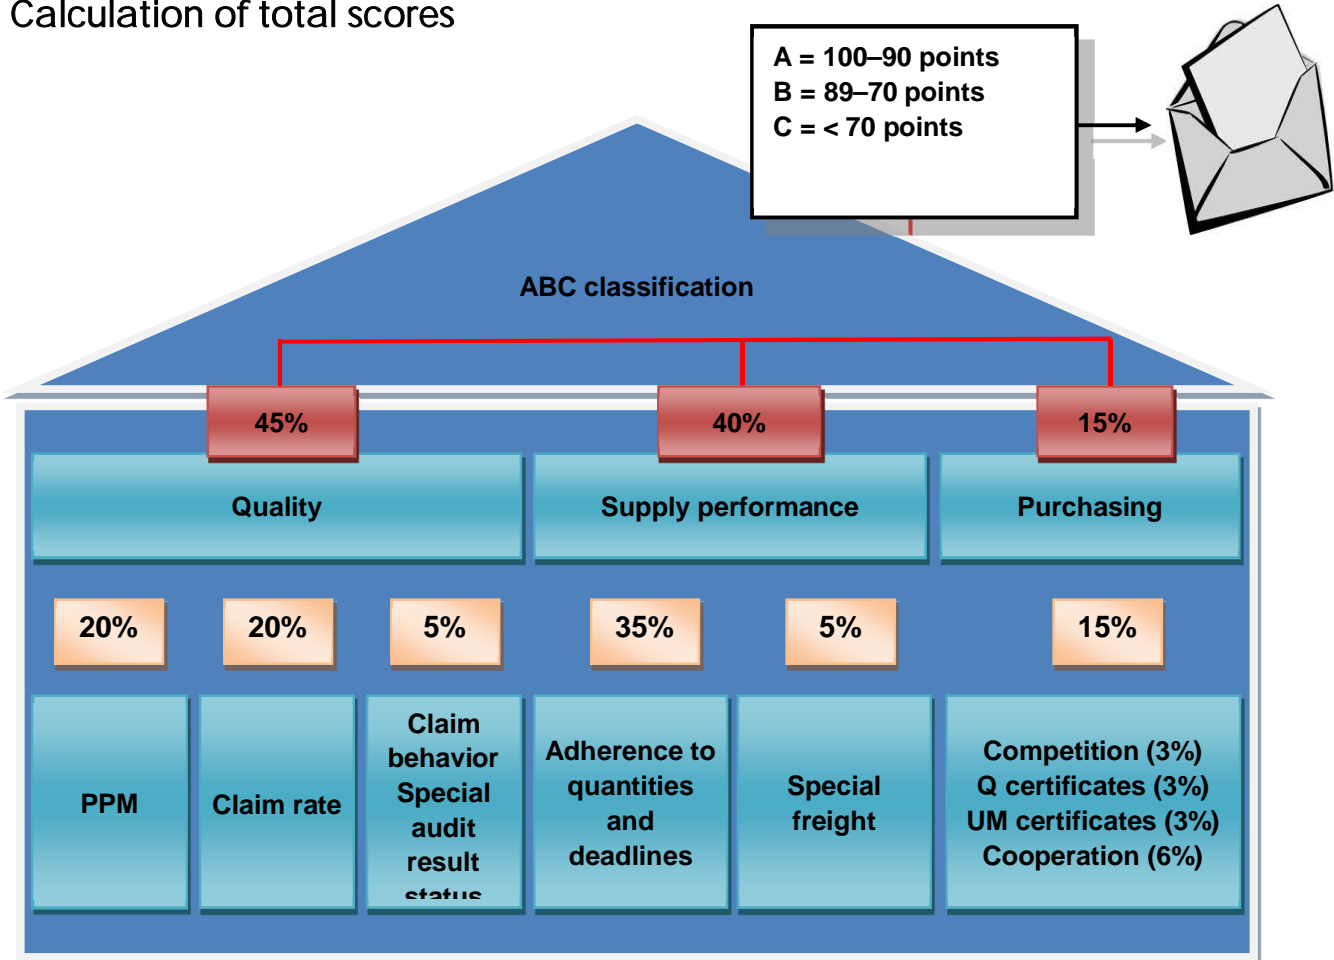 Calculation of total scores
A = 100–90 points
B = 89–70 points
C = < 70 points
ABC classification
45%
40%
15%
Quality
Supply performance
Purchasing
20%
20%
5%
35%
5%
15%
PPM
Claim rate
Claim
behavior
Special
audit
result
status
Adherence to
quantities
and
deadlines
Special
freight
Competition (3%)
Q certificates (3%)
UM certificates (3%)
Cooperation (6%)